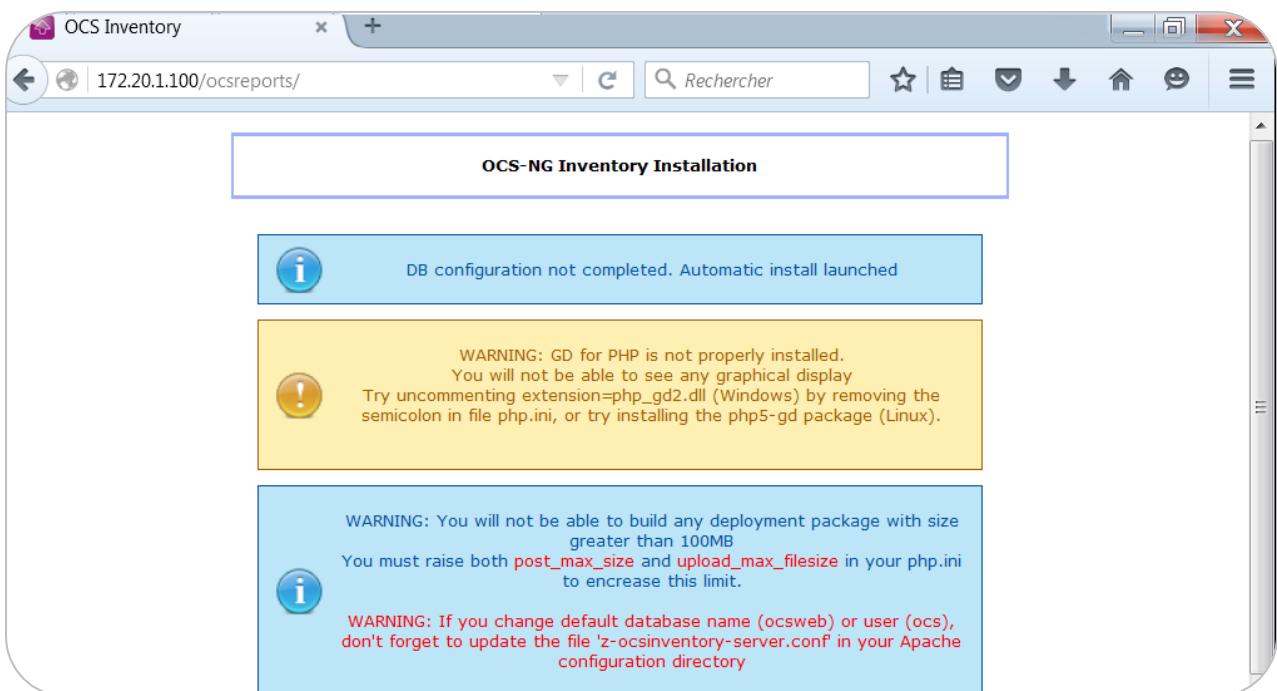 OCS Inventory
172.20.1.100/ocsreports/
Rechercher
OCS-NG Inventory Installation
DB configuration not completed. Automatic install launched
WARNING: GD for PHP is not properly installed.
You will not be able to see any graphical display
Try uncommenting extension=php_gd2.dll (Windows) by removing the
semicolon in file php.ini, or try installing the php5-gd package (Linux).
WARNING: You will not be able to build any deployment package with size
greater than 100MB
You must raise both post_max_size and upload_max_filesize in your php.ini
to encrease this limit.
WARNING: If you change default database name (ocsweb) or user (ocs),
don't forget to update the file 'z-ocsinventory-server.conf' in your Apache
configuration directory